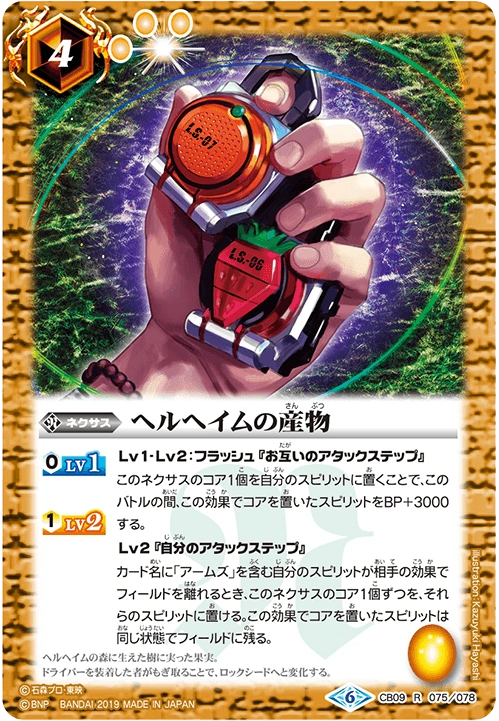 4
L.S.-07
L.S.-06
ネクサス
ヘルヘイムの産物
さん ぶつ
0 LV1
Lv1・Lv2:フラッシュ『お互いのアタックステップ』
このネクサスのコア1個を自分のスピリットに置くことで、この
バトルの間、この効果でコアを置いたスピリットをBP+3000
する。
1 LV2
Lv2『自分のアタックステップ』
カード名に「アームズ」を含む自分のスピリットが相手の効果で
フィールドを離れるとき、このネクサスのコア1個ずつを、それ
らのスピリットに置ける。この効果でコアを置いたスピリットは
同じ状態でフィールドに残る。
ヘルヘイムの森に生えた樹に実った果実。
ドライバーを装着した者がもぎ取ることで、ロックシードへと変化する。
Illustration:Kazuyuki Hayashi
©石森プロ・東映
©BNP BANDAI 2019 MADE IN JAPAN
6 CB09 R 075/078